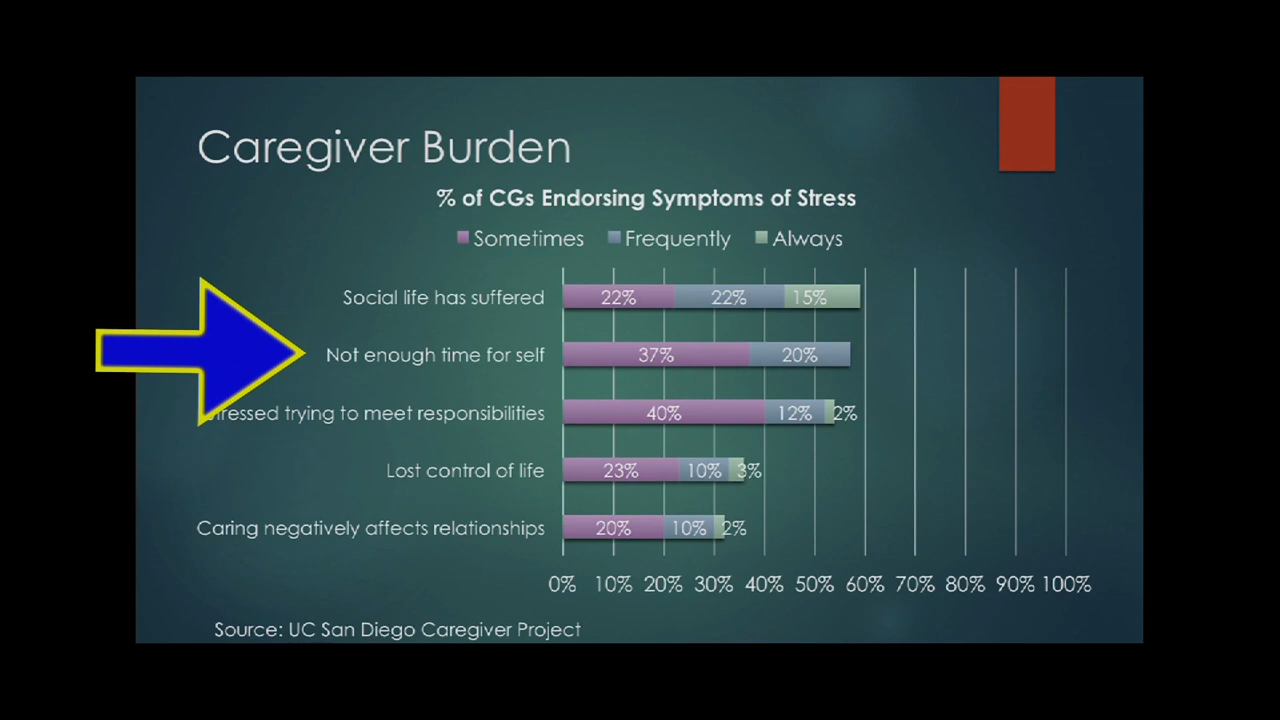 Caregiver Burden
% of CGs Endorsing Symptoms of Stress
Sometimes Frequently Always
Social life has suffered 22% 22% 15%
Not enough time for self 37% 20%
Stressed trying to meet responsibilities 40% 12% 2%
Lost control of life 23% 10% 3%
Caring negatively affects relationships 20% 10% 2%
0% 10% 20% 30% 40% 50% 60% 70% 80% 90% 100%
Source: UC San Diego Caregiver Project